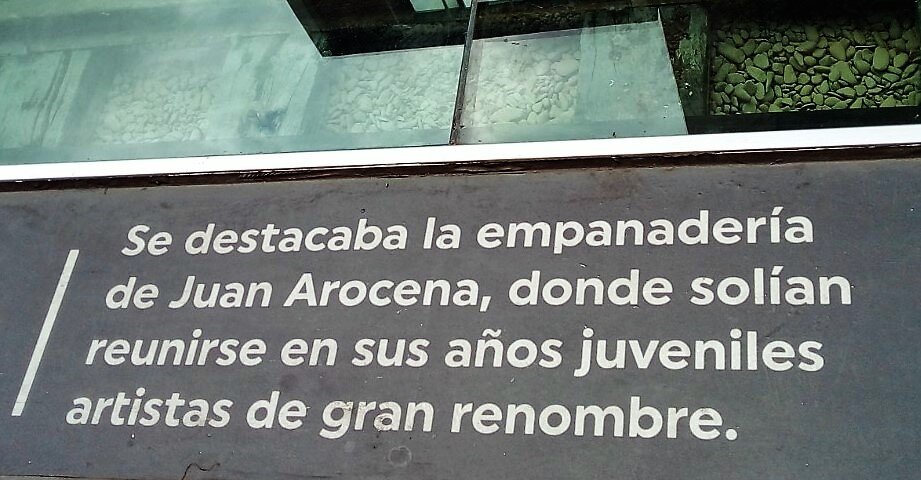 Se destacaba la empanadería
de Juan Arocena, donde solían
reunirse en sus años juveniles
artistas de gran renombre.